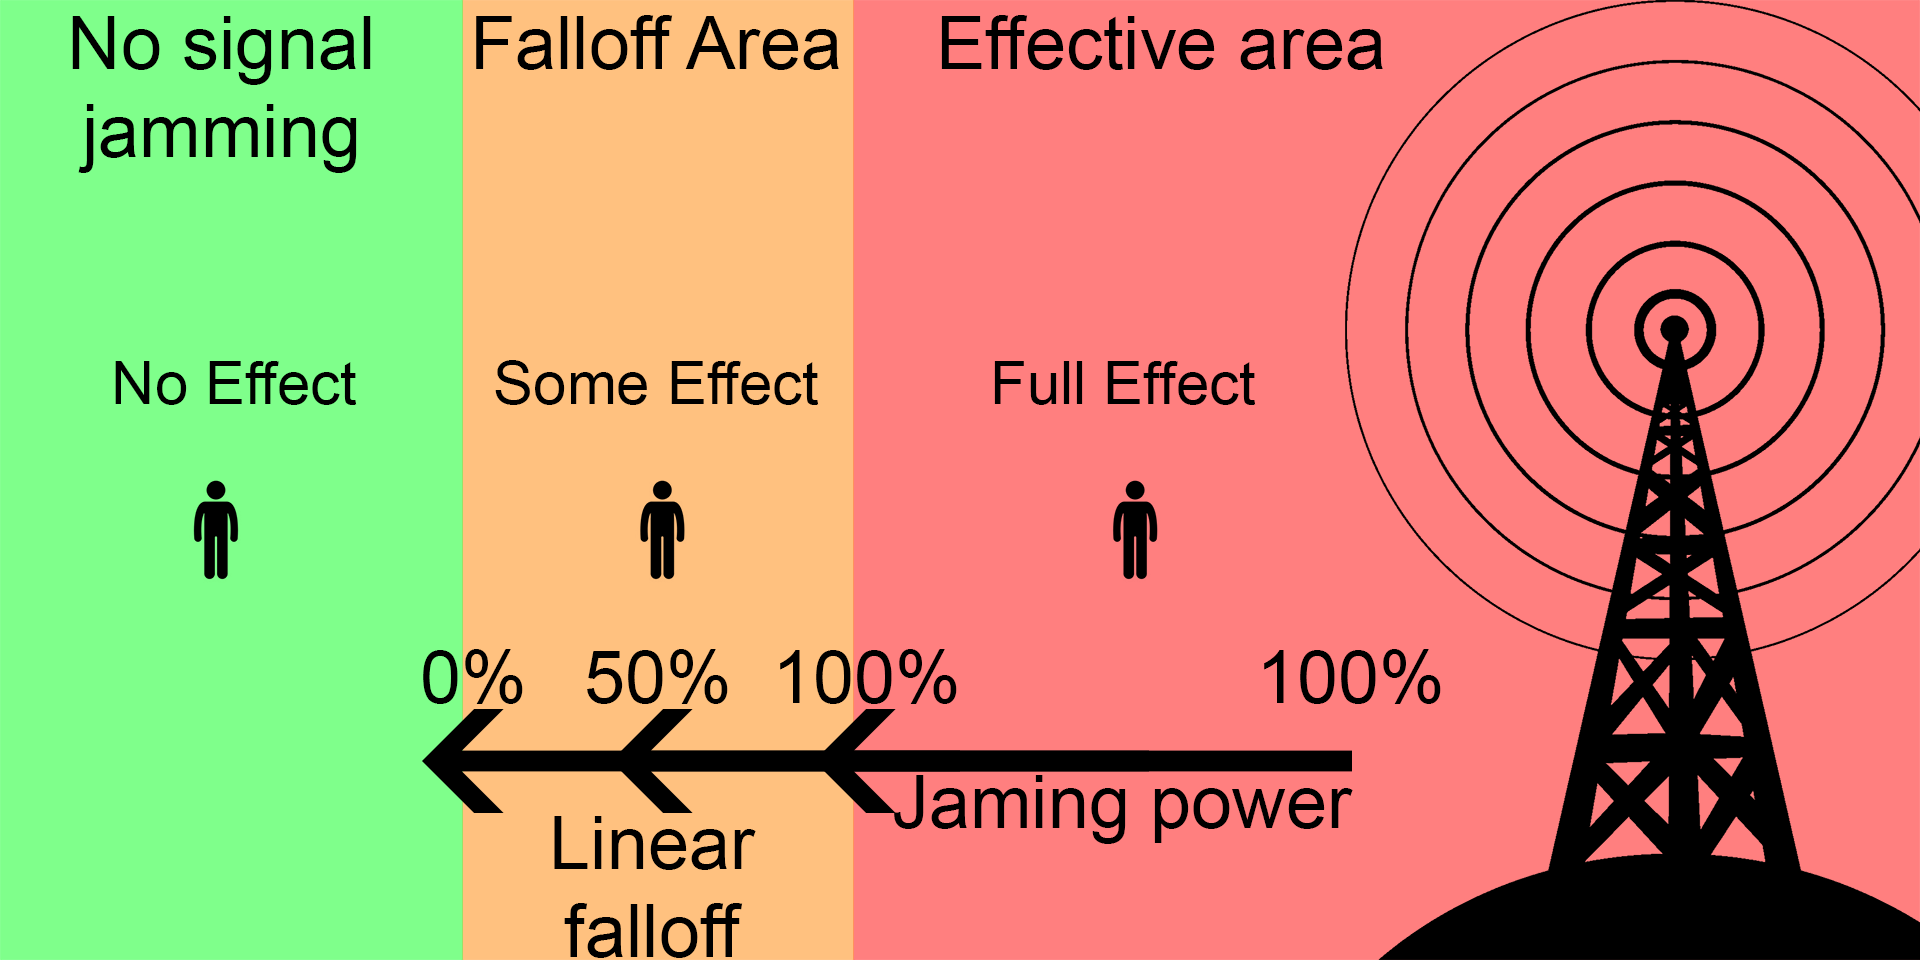 No signal
jamming
Falloff Area
Effective area
No Effect
Some Effect
Full Effect
0%
50%
100%
100%
Jaming power
Linear
falloff